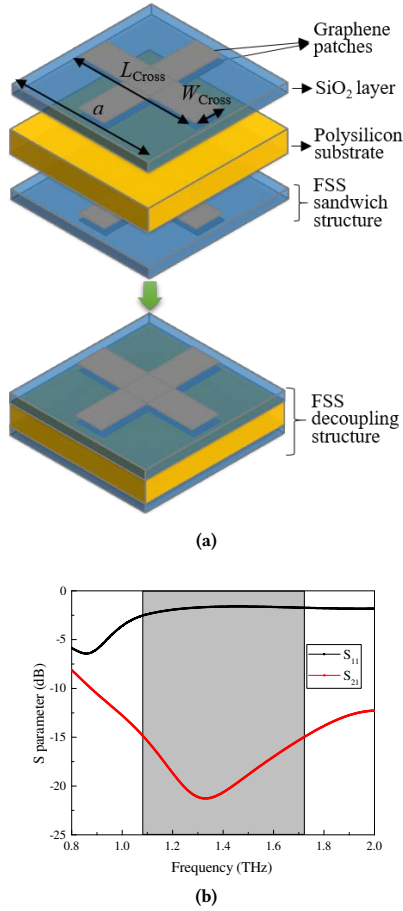 Graphene
patches
L_Cross
W_Cross
a
SiO₂ layer
Polysilicon
substrate
FSS
sandwich
structure
FSS
decoupling
structure
(a)
0
-5
-10
-15
-20
-25
S parameter (dB)
S₁₁
S₂₁
0.8 1.0 1.2 1.4 1.6 1.8 2.0
Frequency (THz)
(b)